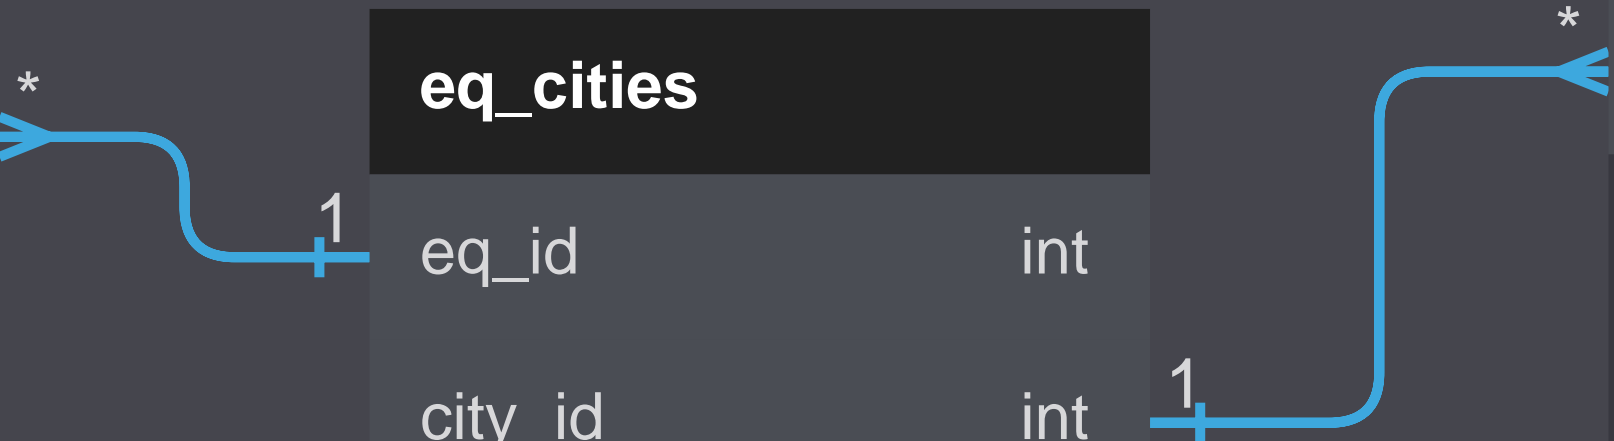 *
*
eq_cities
1
eq_id int
1
city_id int